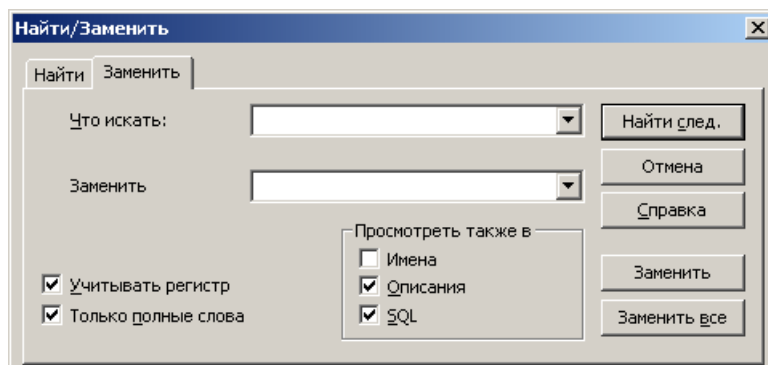 Найти/Заменить
Найти Заменить
Что искать:
Найти след.
Отмена
Заменить
Справка
Просмотреть также в
Имена
Учитывать регистр
Описания
Заменить
Только полные слова
SQL
Заменить все